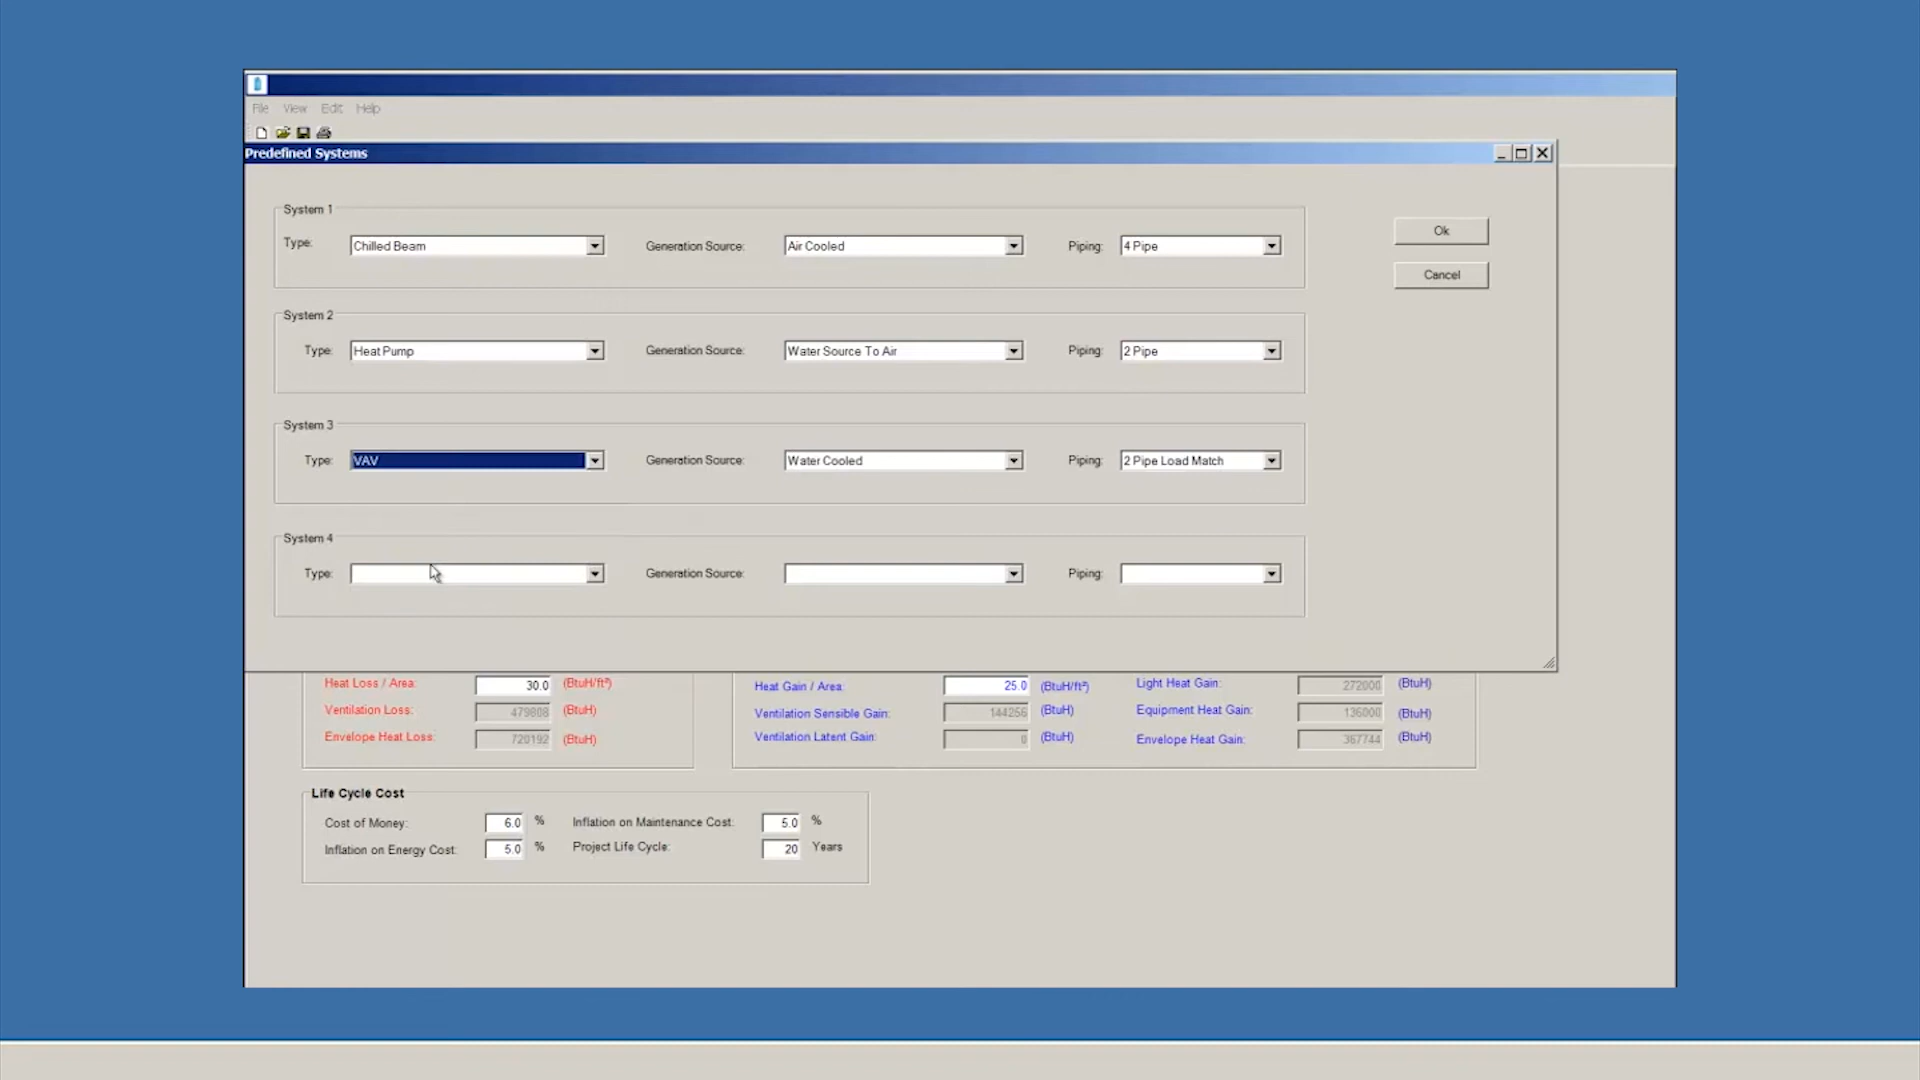 File View Edit Help
Predefined Systems
System 1
Type: Chilled Beam Generation Source: Air Cooled Piping: 4 Pipe
Ok
Cancel
System 2
Type: Heat Pump Generation Source: Water Source To Air Piping: 2 Pipe
System 3
Type: VAV Generation Source: Water Cooled Piping: 2 Pipe Load Match
System 4
Type: Generation Source: Piping:
Heat Loss / Area: 30.0 (BtuH/ft²) Heat Gain / Area: 25.0 (BtuH/ft²) Light Heat Gain: 272000 (BtuH)
Ventilation Loss: 479808 (BtuH) Ventilation Sensible Gain: 144256 (BtuH) Equipment Heat Gain: 136000 (BtuH)
Envelope Heat Loss: 720192 (BtuH) Ventilation Latent Gain: 0 (BtuH) Envelope Heat Gain: 367744 (BtuH)
Life Cycle Cost
Cost of Money: 6.0 % Inflation on Maintenance Cost: 5.0 %
Inflation on Energy Cost: 5.0 % Project Life Cycle: 20 Years